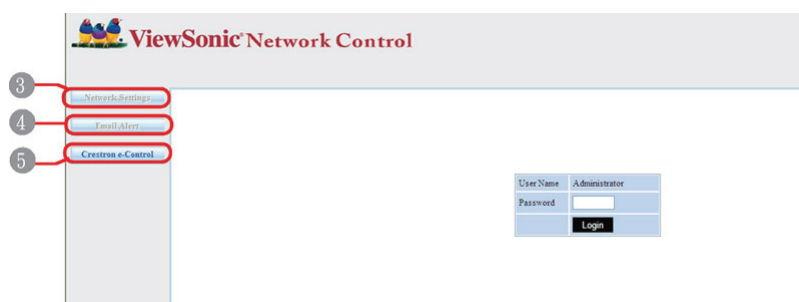 ViewSonic® Network Control
3
Network Settings
4
Email Alert
5
Crestron e-Control
User Name Administrator
Password
Login